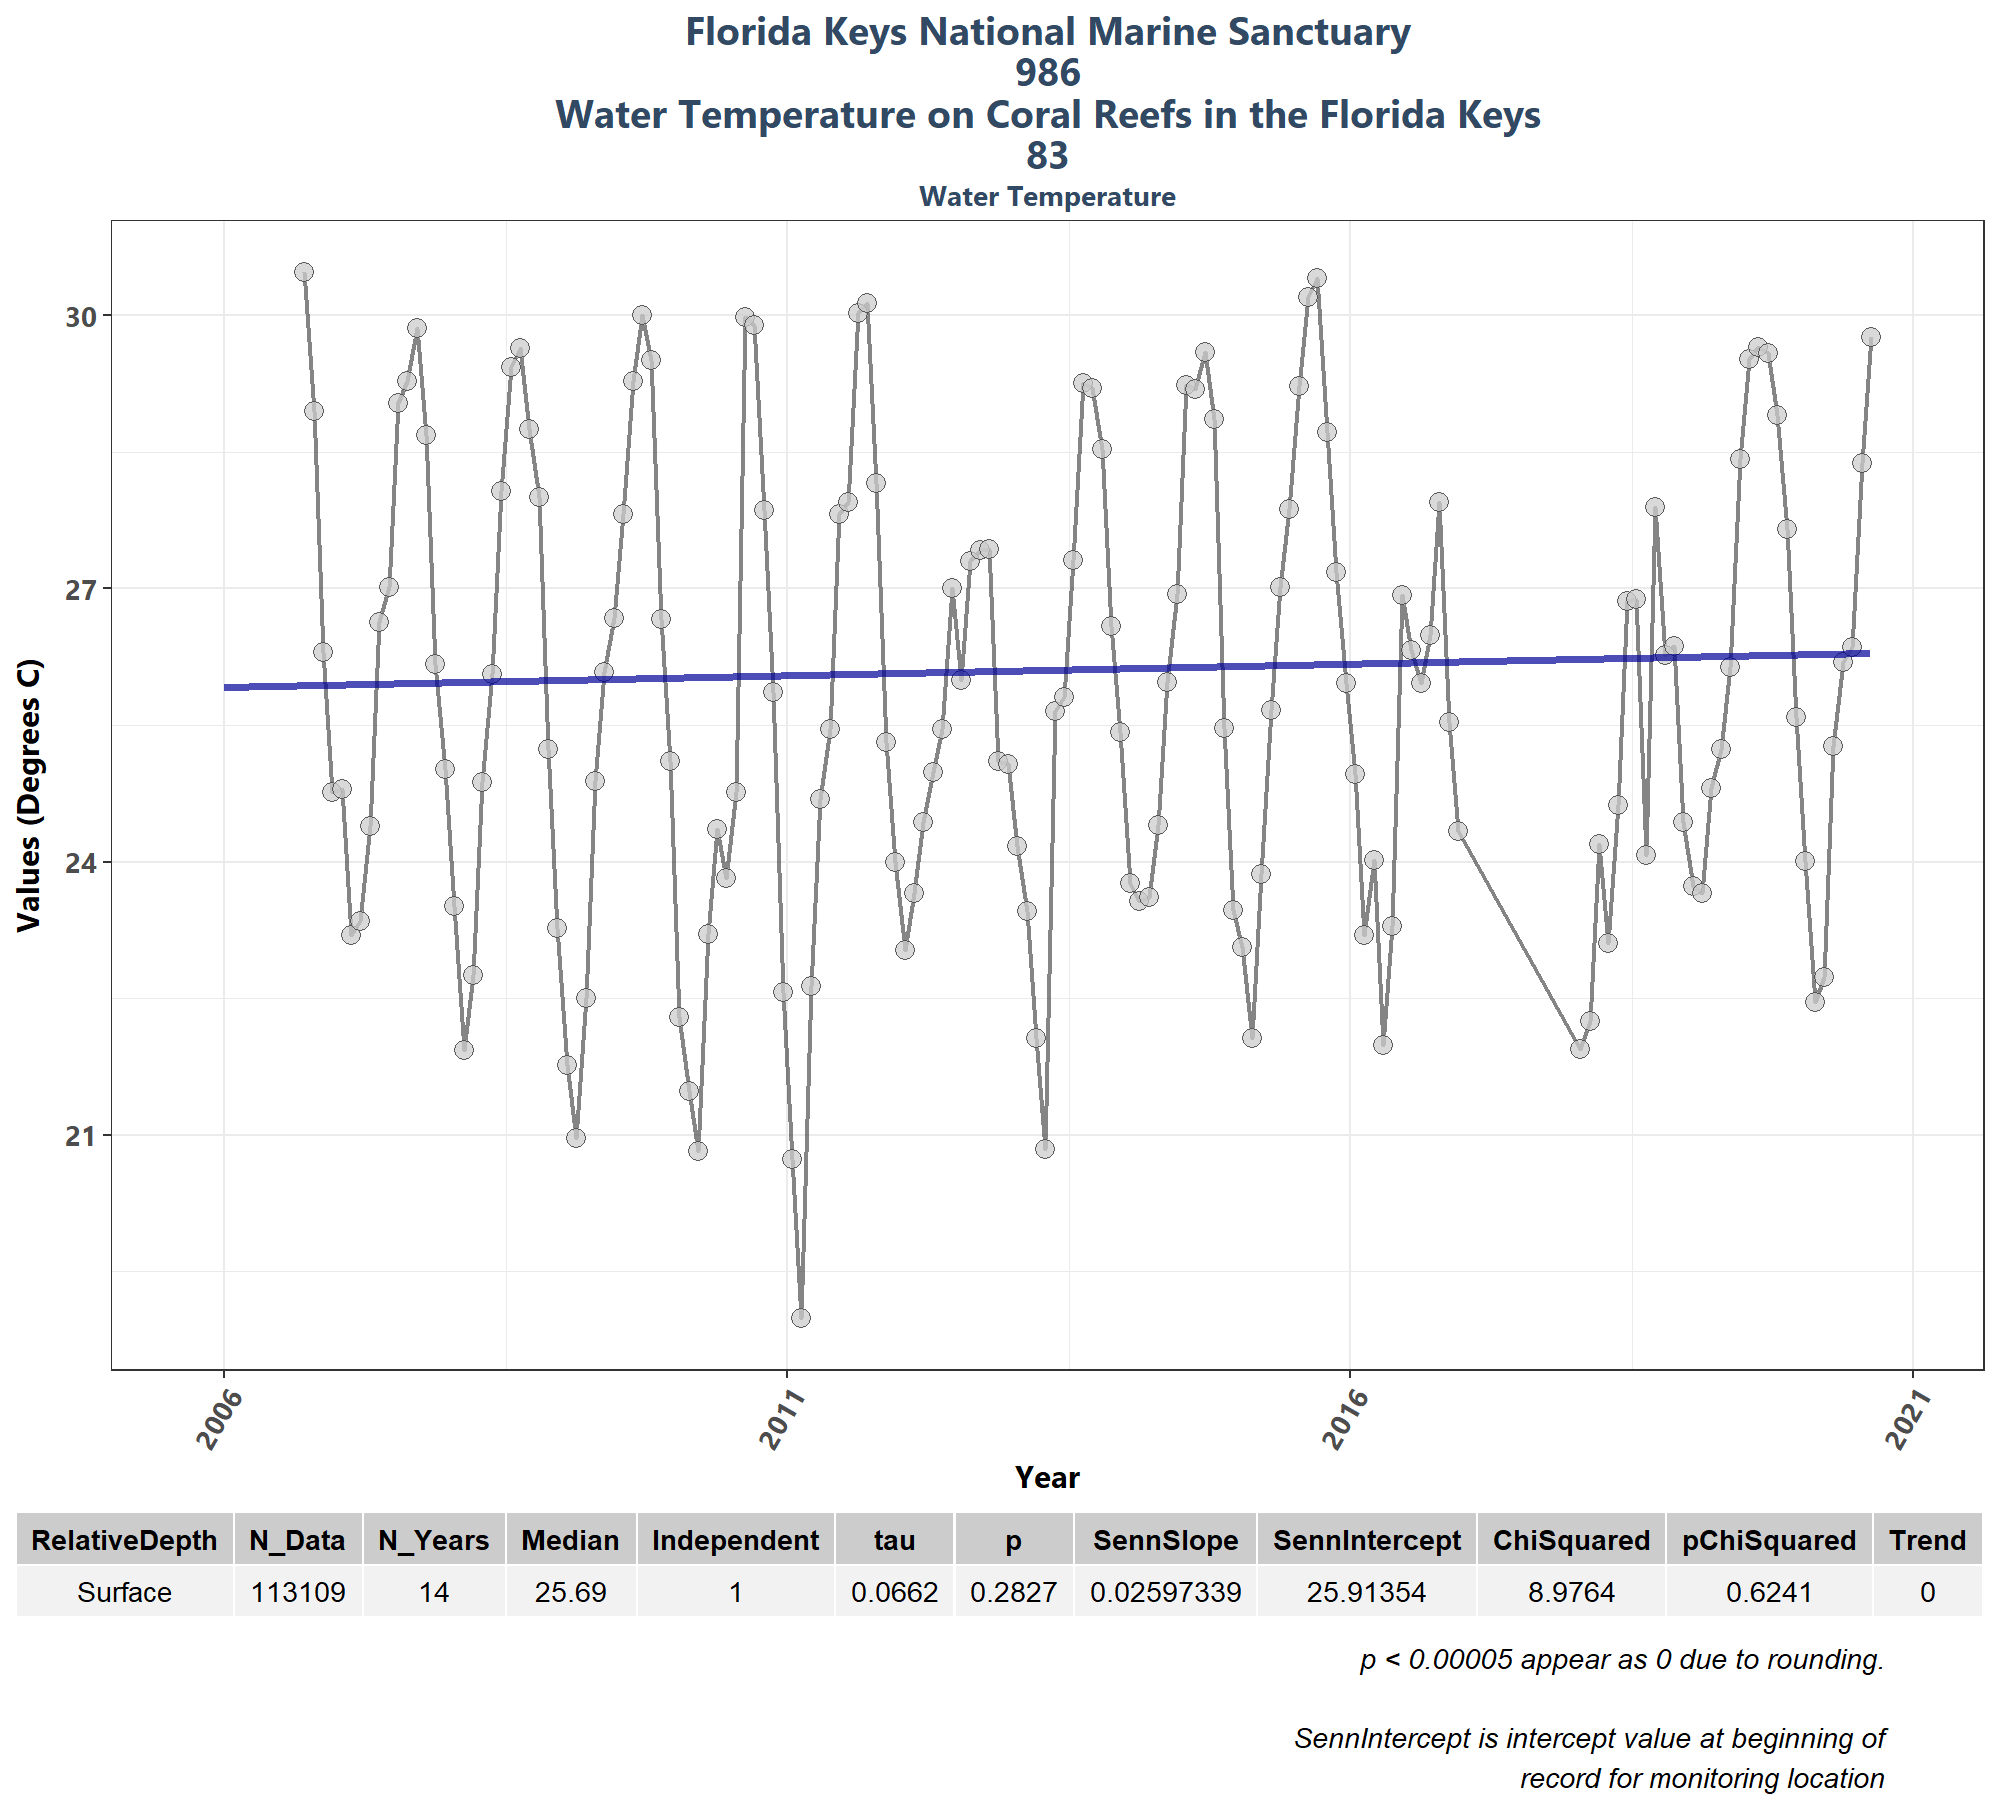 Florida Keys National Marine Sanctuary
986
Water Temperature on Coral Reefs in the Florida Keys
83
Water Temperature
Values (Degrees C)
30
27
24
21
2006
2011
2016
2021
Year
RelativeDepth N_Data N_Years Median Independent tau p SennSlope SennIntercept ChiSquared pChiSquared Trend
Surface 113109 14 25.69 1 0.0662 0.2827 0.02597339 25.91354 8.9764 0.6241 0
p < 0.00005 appear as 0 due to rounding.
SennIntercept is intercept value at beginning of
record for monitoring location